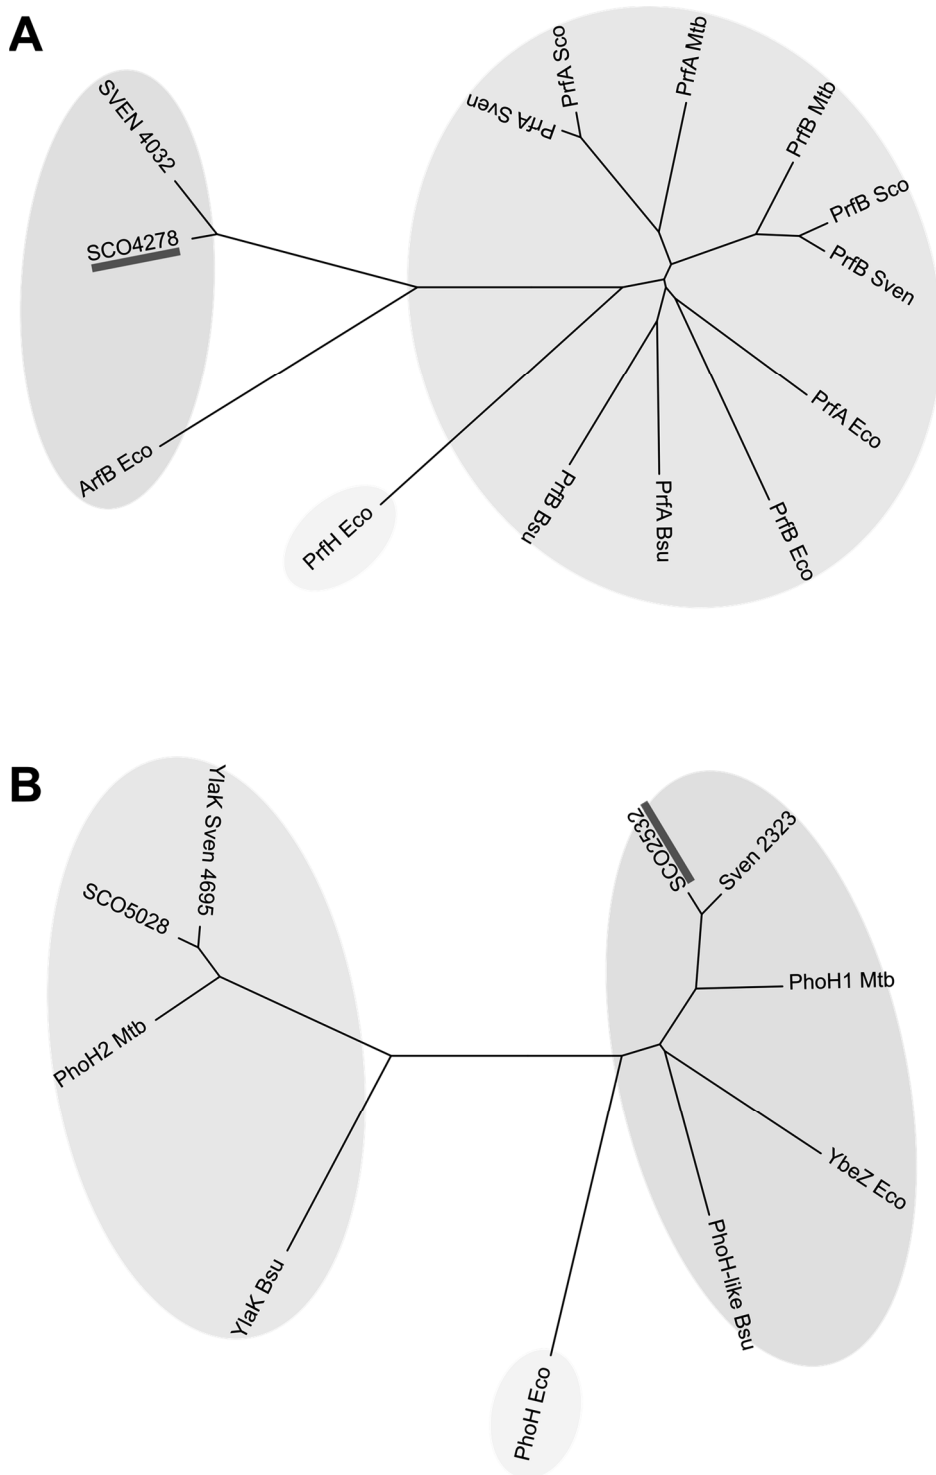 A
SVEN 4032
SCO4278
ArfB Eco
PrfH Eco
PrfA Sven
PrfA Sco
PrfA Mtb
PrfB Mtb
PrfB Sco
PrfB Sven
PrfA Eco
PrfB Eco
PrfA Bsu
PrfB Bsu
B
YlaK Sven 4695
SCO5028
PhoH2 Mtb
YlaK Bsu
PhoH Eco
SCO2532
Sven 2323
PhoH1 Mtb
YbeZ Eco
PhoH-like Bsu